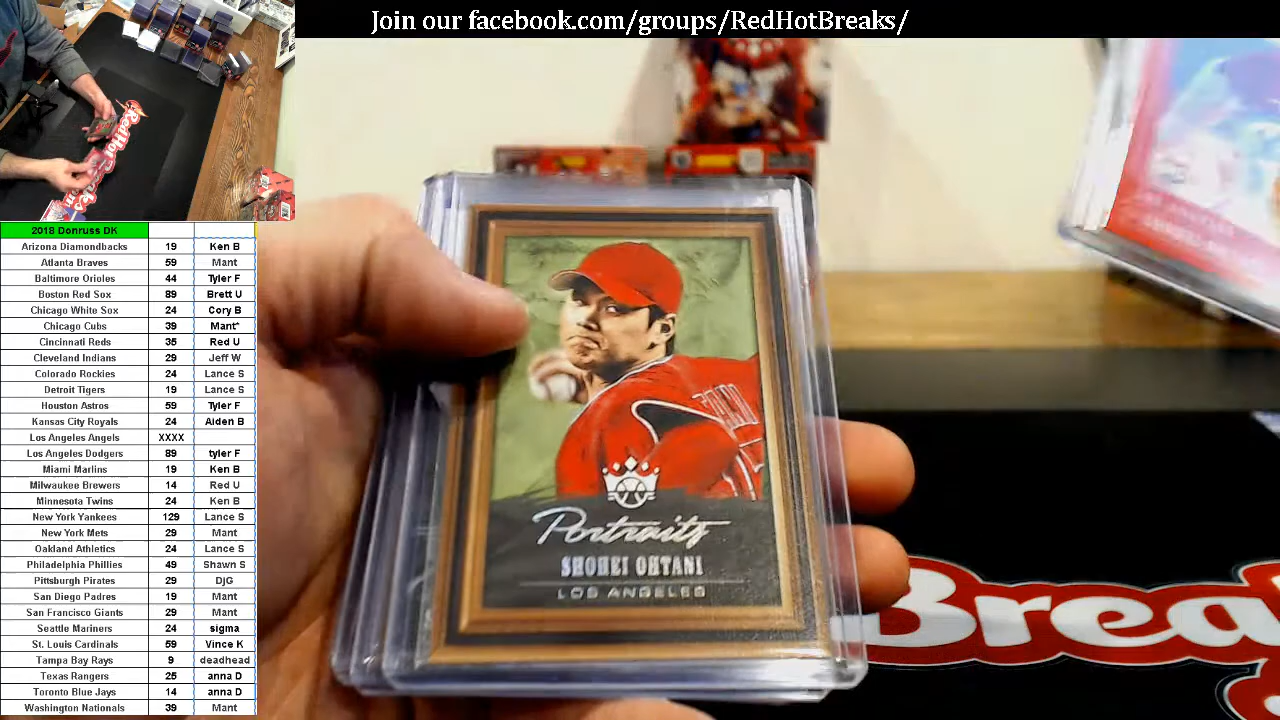 Join our facebook.com/groups/RedHotBreaks/
2018 Donruss DK
Arizona Diamondbacks 19 Ken B
Atlanta Braves 59 Mant
Baltimore Orioles 44 Tyler F
Boston Red Sox 89 Brett U
Chicago White Sox 24 Cory B
Chicago Cubs 39 Mant*
Cincinnati Reds 35 Red U
Cleveland Indians 29 Jeff W
Colorado Rockies 24 Lance S
Detroit Tigers 19 Lance S
Houston Astros 59 Tyler F
Kansas City Royals 24 Aiden B
Los Angeles Angels XXXX
Los Angeles Dodgers 89 tyler F
Miami Marlins 19 Ken B
Milwaukee Brewers 14 Red U
Minnesota Twins 24 Ken B
New York Yankees 129 Lance S
New York Mets 29 Mant
Oakland Athletics 24 Lance S
Philadelphia Phillies 49 Shawn S
Pittsburgh Pirates 29 DjG
San Diego Padres 19 Mant
San Francisco Giants 29 Mant
Seattle Mariners 24 sigma
St. Louis Cardinals 59 Vince K
Tampa Bay Rays 9 deadhead
Texas Rangers 25 anna D
Toronto Blue Jays 14 anna D
Washington Nationals 39 Mant
Portraits
SHOHEI OHTANI
LOS ANGELES
Brea